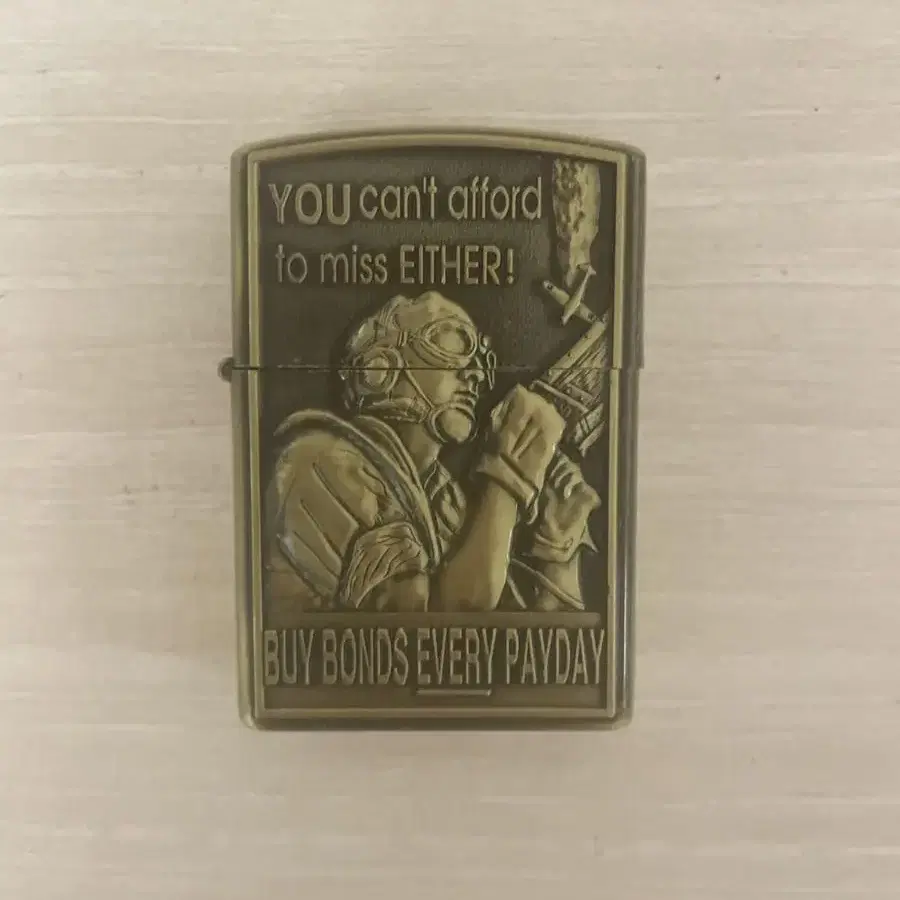 YOU can't afford
to miss EITHER!
BUY BONDS EVERY PAYDAY